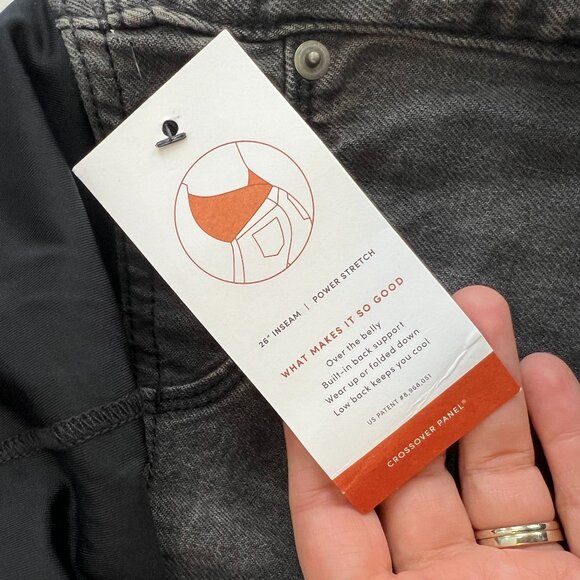 26" INSEAM | POWER STRETCH
WHAT MAKES IT SO GOOD
Over the belly
Built-in back support
Wear up or folded down
Low back keeps you cool
US PATENT #8,968,051
CROSSOVER PANEL®